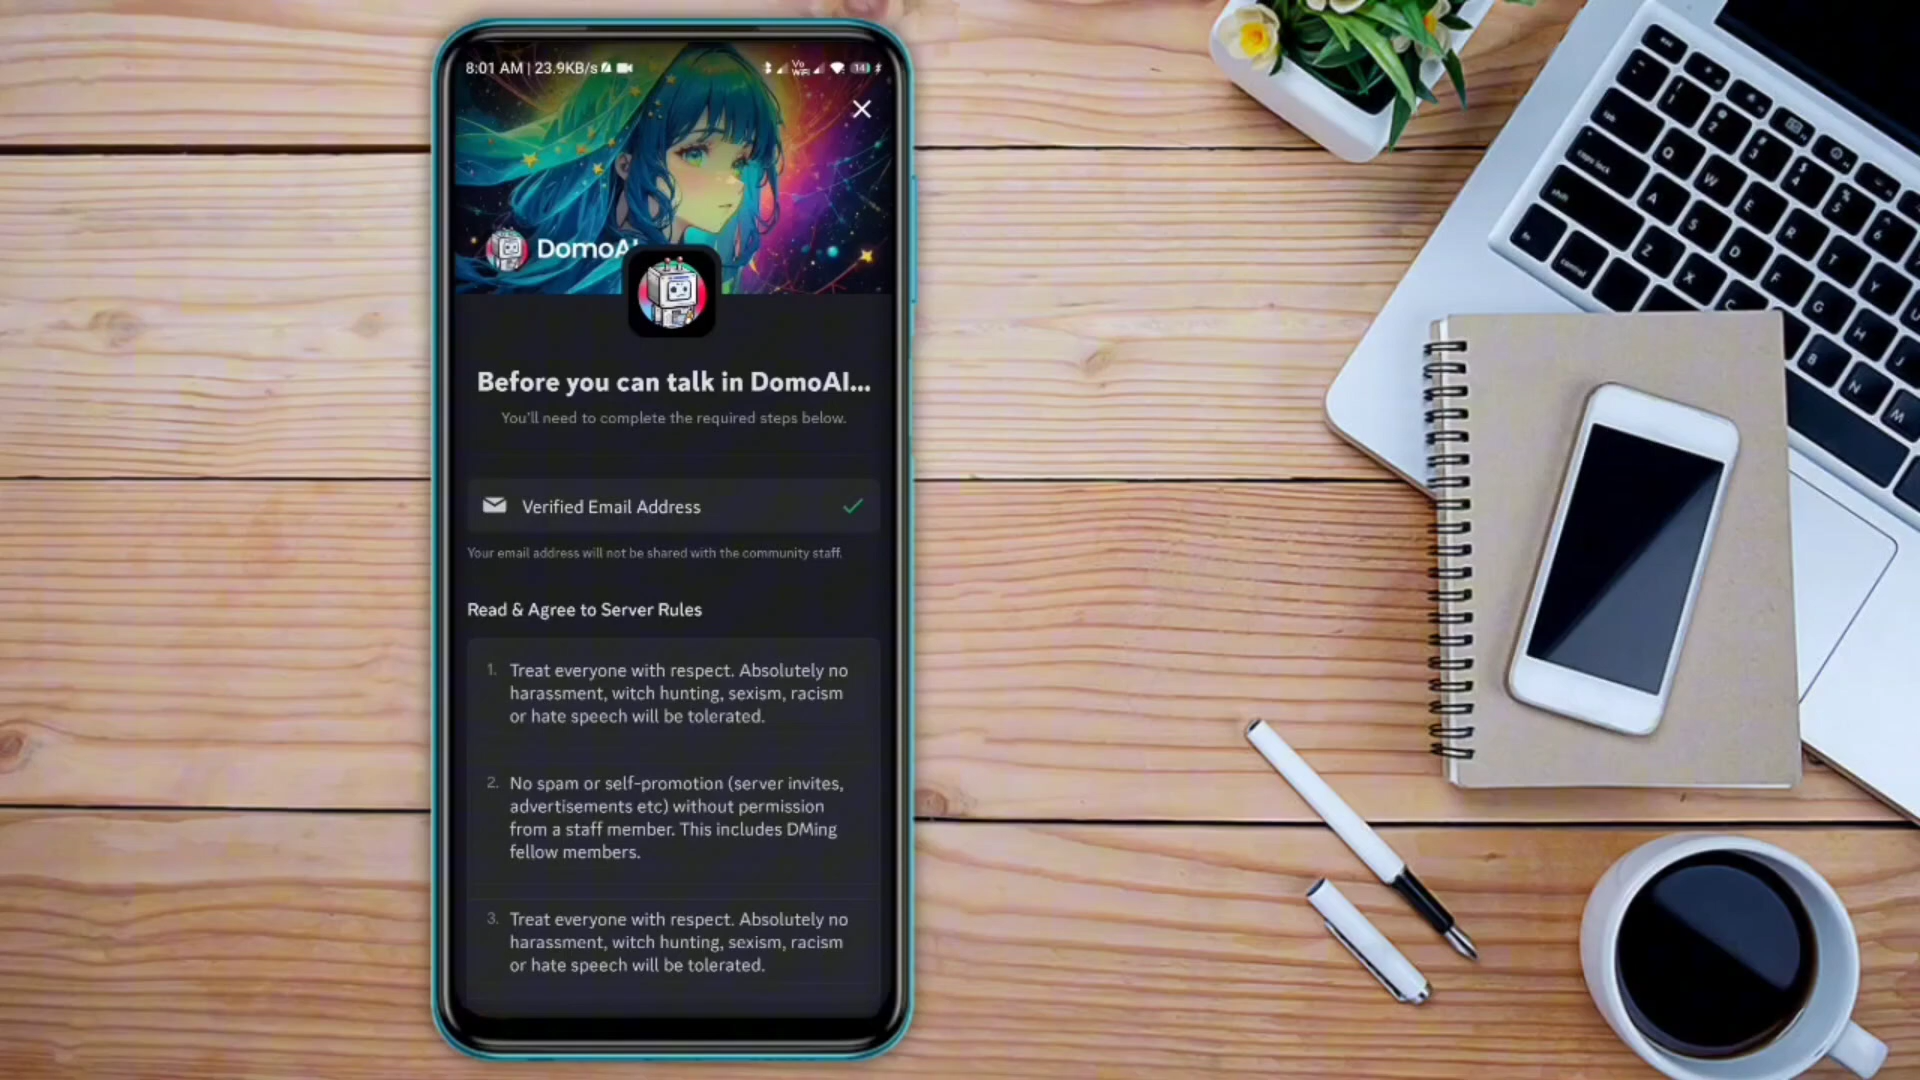 8:01 AM | 23.9KB/s
Vo
WiFi
14
DomoA
Before you can talk in DomoAI...
You'll need to complete the required steps below.
Verified Email Address
Your email address will not be shared with the community staff.
Read & Agree to Server Rules
1. Treat everyone with respect. Absolutely no
harassment, witch hunting, sexism, racism
or hate speech will be tolerated.
2. No spam or self-promotion (server invites,
advertisements etc) without permission
from a staff member. This includes DMing
fellow members.
3. Treat everyone with respect. Absolutely no
harassment, witch hunting, sexism, racism
or hate speech will be tolerated.